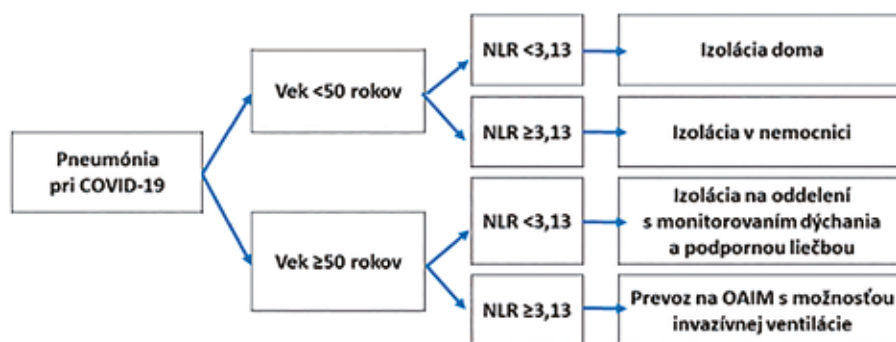 Pneumónia
pri COVID-19
Vek <50 rokov
NLR <3,13
Izolácia doma
NLR ≥3,13
Izolácia v nemocnici
Vek ≥50 rokov
NLR <3,13
Izolácia na oddelení
s monitorovaním dýchania
a podpornou liečbou
NLR ≥3,13
Prevoz na OAIM s možnosťou
invazívnej ventilácie